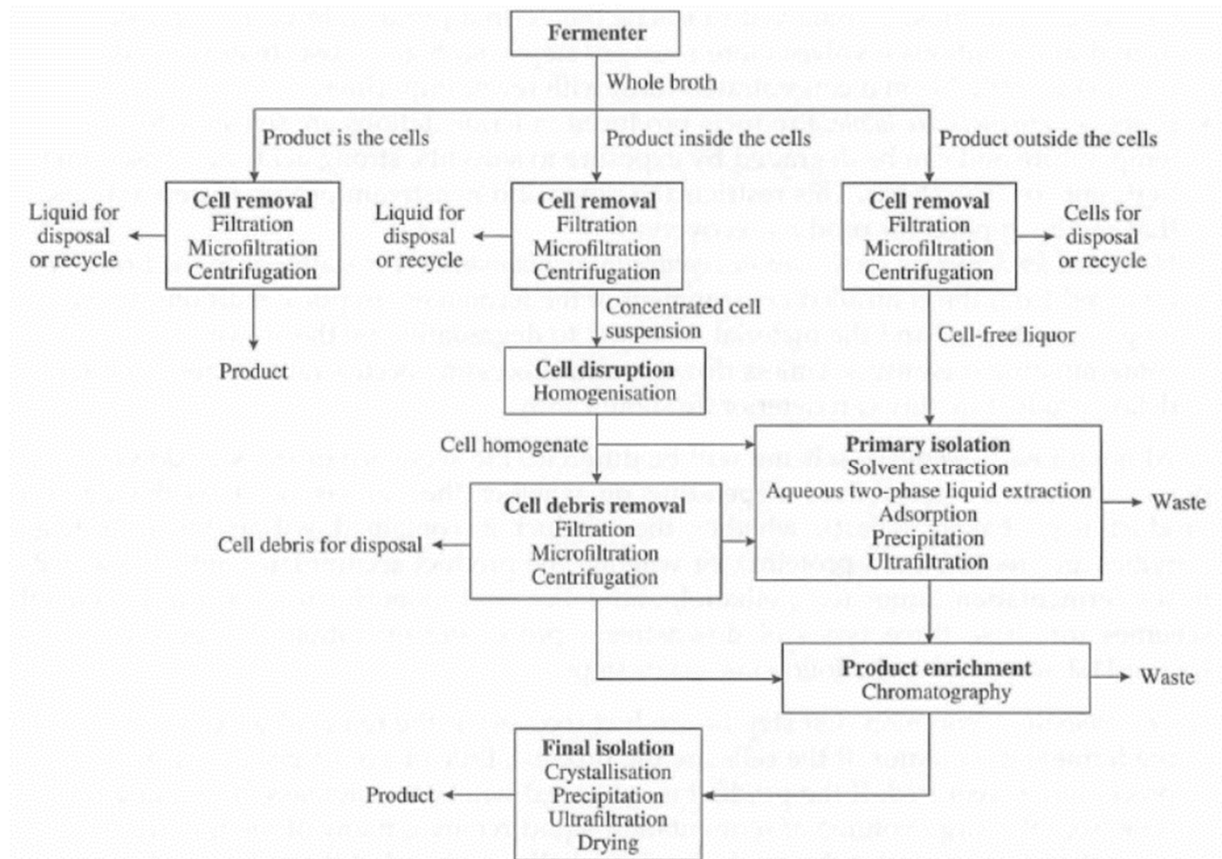 Fermenter
Whole broth
Product is the cells
Product inside the cells
Product outside the cells
Cell removal
Filtration
Microfiltration
Centrifugation
Liquid for
disposal
or recycle
Cell removal
Filtration
Microfiltration
Centrifugation
Liquid for
disposal
or recycle
Cell removal
Filtration
Microfiltration
Centrifugation
Cells for
disposal
or recycle
Product
Concentrated cell
suspension
Cell-free liquor
Cell disruption
Homogenisation
Cell homogenate
Primary isolation
Solvent extraction
Aqueous two-phase liquid extraction
Adsorption
Precipitation
Ultrafiltration
Waste
Cell debris removal
Filtration
Microfiltration
Centrifugation
Cell debris for disposal
Product enrichment
Chromatography
Waste
Final isolation
Crystallisation
Precipitation
Ultrafiltration
Drying
Product